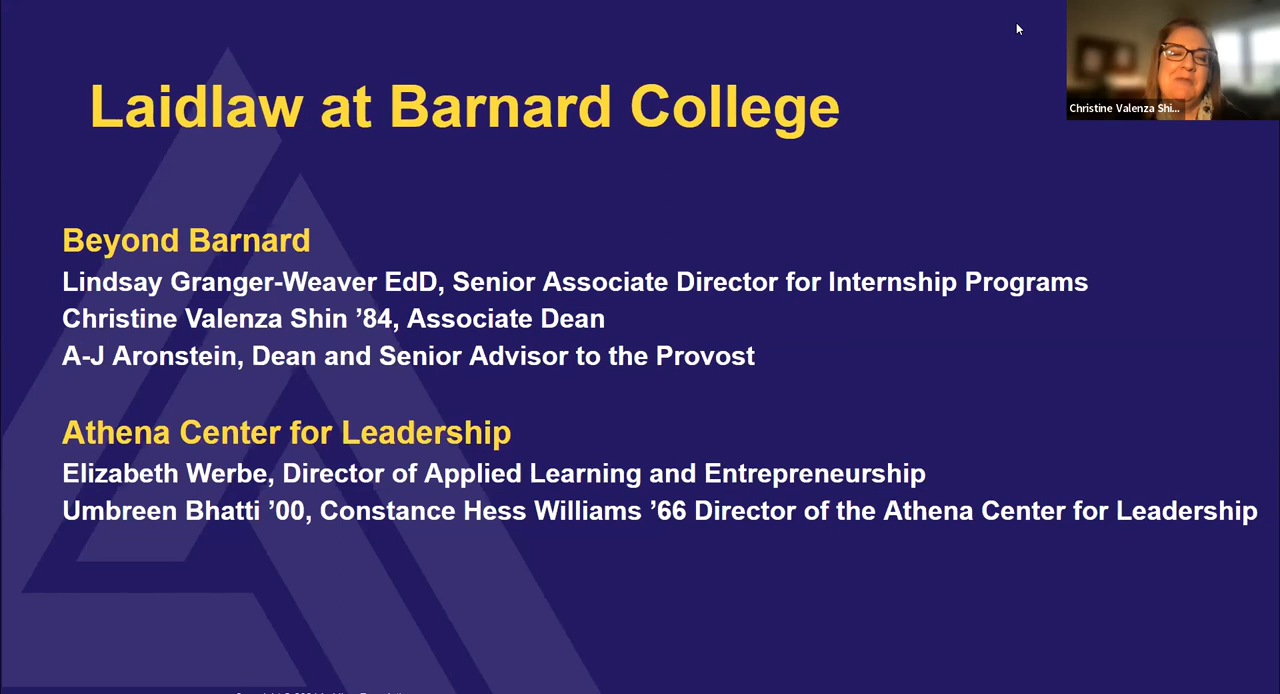 Laidlaw at Barnard College
Christine Valenza Shi...
Beyond Barnard
Lindsay Granger-Weaver EdD, Senior Associate Director for Internship Programs
Christine Valenza Shin ’84, Associate Dean
A-J Aronstein, Dean and Senior Advisor to the Provost
Athena Center for Leadership
Elizabeth Werbe, Director of Applied Learning and Entrepreneurship
Umbreen Bhatti ’00, Constance Hess Williams ’66 Director of the Athena Center for Leadership